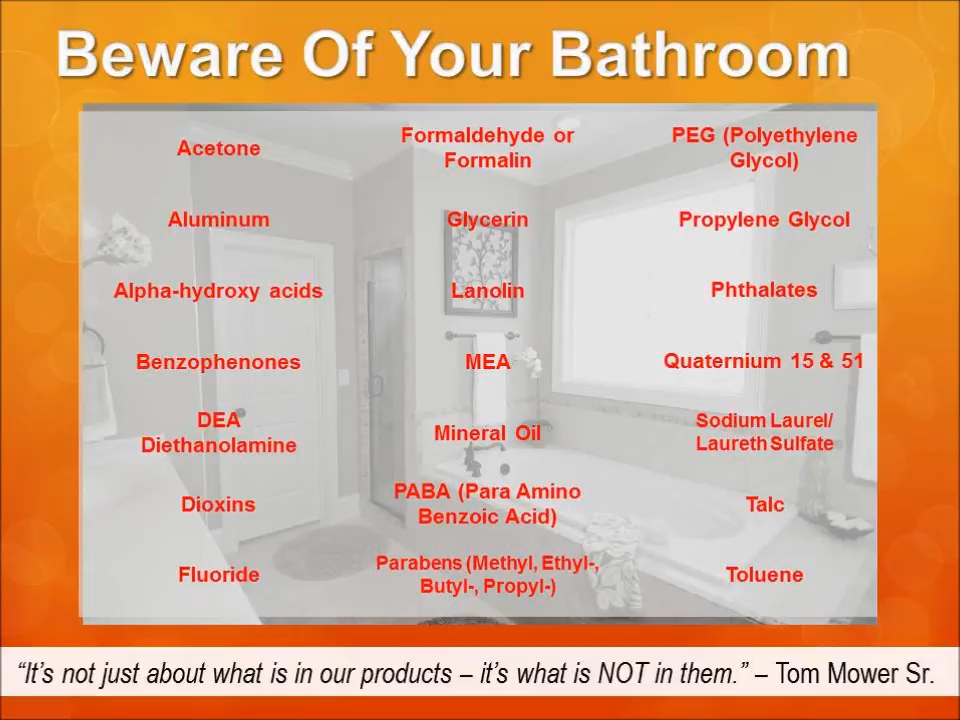 Beware Of Your Bathroom
Acetone
Formaldehyde or
Formalin
PEG (Polyethylene
Glycol)
Aluminum
Glycerin
Propylene Glycol
Alpha-hydroxy acids
Lanolin
Phthalates
Benzophenones
MEA
Quaternium 15 & 51
DEA
Diethanolamine
Mineral Oil
Sodium Laurel/
Laureth Sulfate
Dioxins
PABA (Para Amino
Benzoic Acid)
Talc
Fluoride
Parabens (Methyl, Ethyl-,
Butyl-, Propyl-)
Toluene
“It’s not just about what is in our products – it’s what is NOT in them.” – Tom Mower Sr.